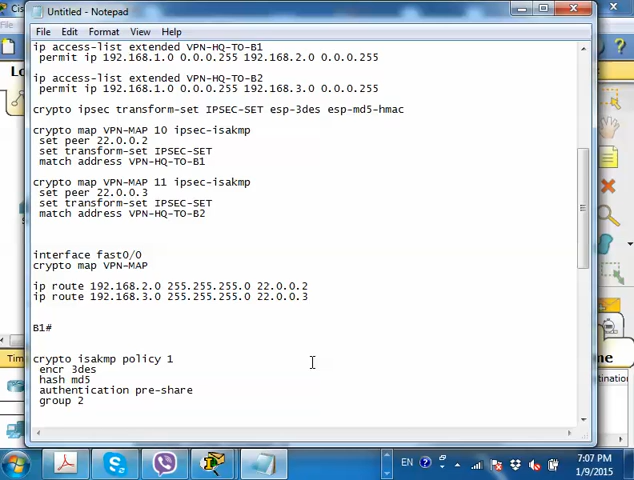 Cis
Untitled - Notepad
File Edit Format View Help
ip access-list extended VPN-HQ-TO-B1
permit ip 192.168.1.0 0.0.0.255 192.168.2.0 0.0.0.255
ip access-list extended VPN-HQ-TO-B2
permit ip 192.168.1.0 0.0.0.255 192.168.3.0 0.0.0.255
crypto ipsec transform-set IPSEC-SET esp-3des esp-md5-hmac
crypto map VPN-MAP 10 ipsec-isakmp
set peer 22.0.0.2
set transform-set IPSEC-SET
match address VPN-HQ-TO-B1
crypto map VPN-MAP 11 ipsec-isakmp
set peer 22.0.0.3
set transform-set IPSEC-SET
match address VPN-HQ-TO-B2
interface fast0/0
crypto map VPN-MAP
ip route 192.168.2.0 255.255.255.0 22.0.0.2
ip route 192.168.3.0 255.255.255.0 22.0.0.3
B1#
crypto isakmp policy 1
encr 3des
hash md5
authentication pre-share
group 2
Time
me
stination
EN
7:07 PM
1/9/2015